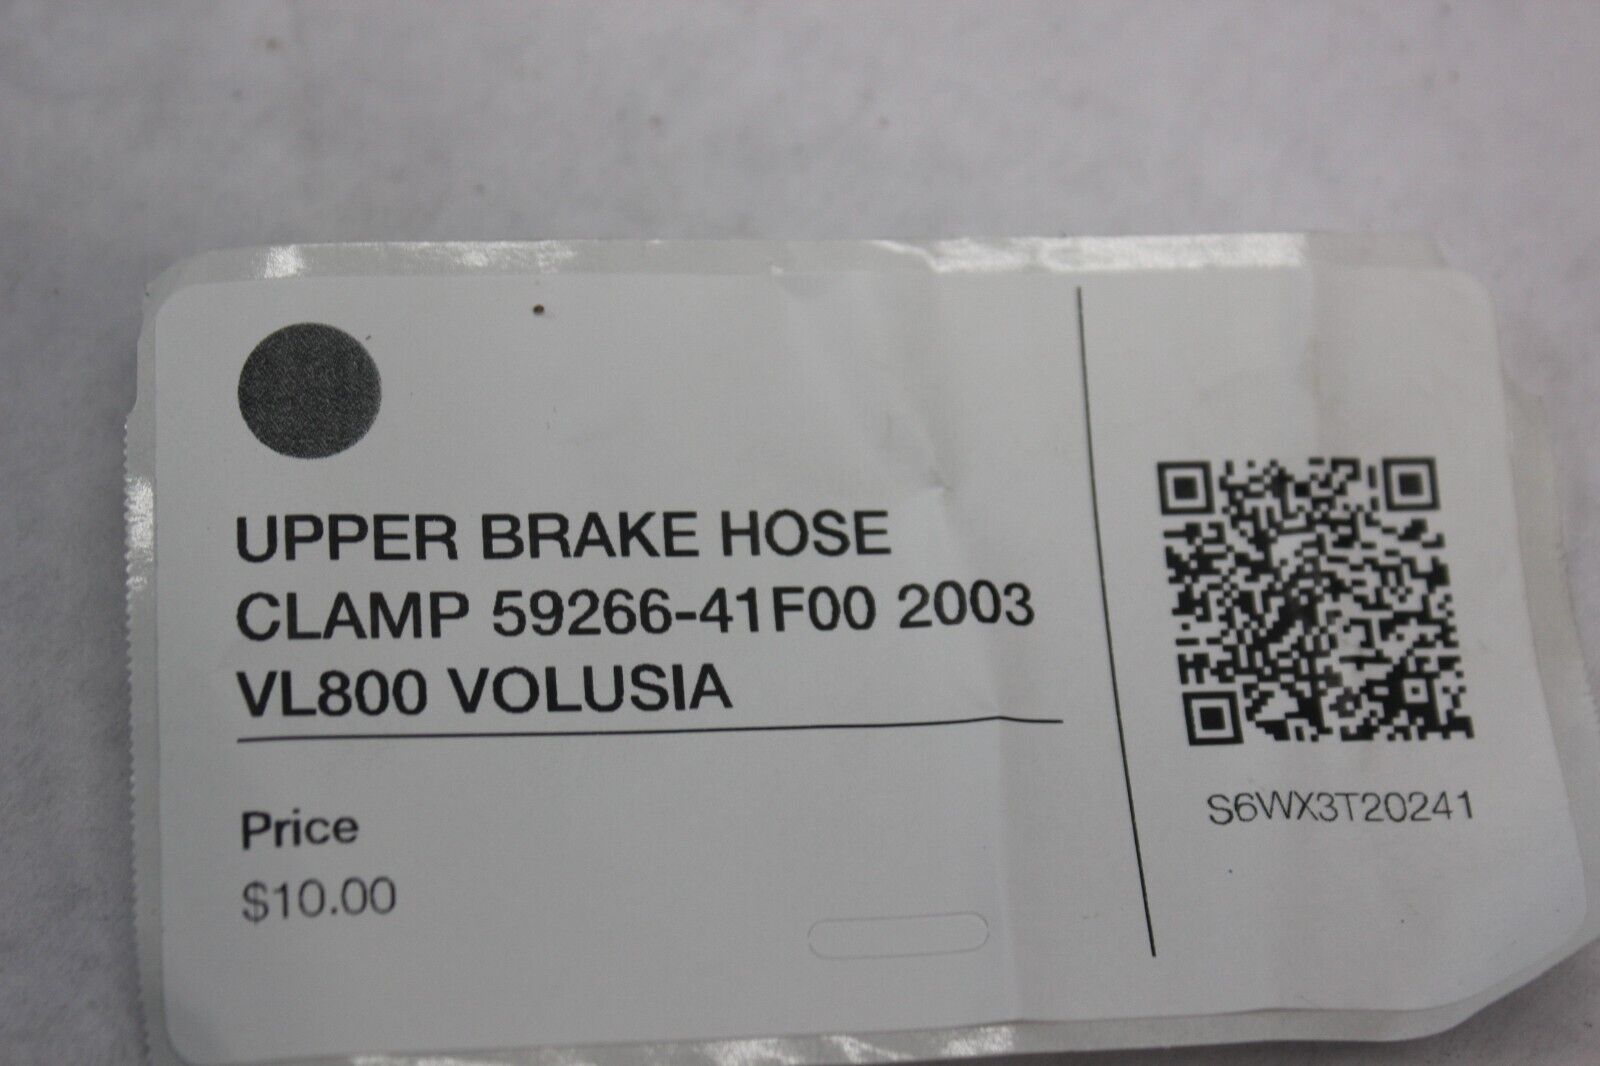 UPPER BRAKE HOSE
CLAMP 59266-41F00 2003
VL800 VOLUSIA
Price
$10.00
S6WX3T20241